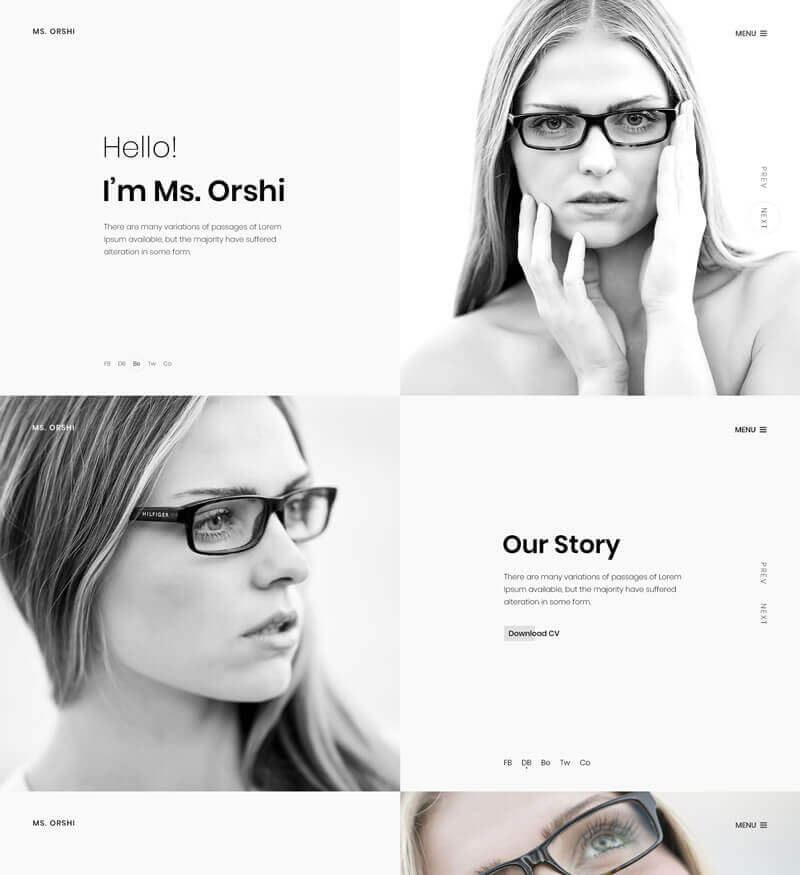 MS. ORSHI
MENU
Hello!
I'm Ms. Orshi
There are many variations of passages of Lorem
Ipsum available, but the majority have suffered
alteration in some form.
PREV
NEXT
FB DB Be Tw Co
MS. ORSHI
MENU
HILFIGER
Our Story
There are many variations of passages of Lorem
Ipsum available, but the majority have suffered
alteration in some form.
Download CV
PREV
NEXT
FB DB Be Tw Co
MS. ORSHI
MENU